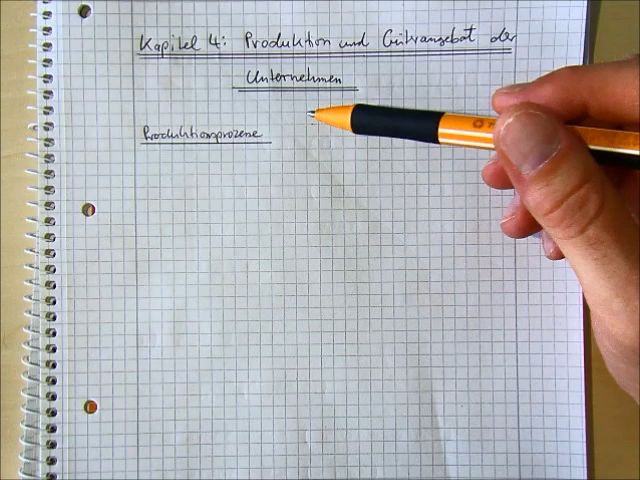 Kapitel 4: Produktion und Güterangebot der
Unternehmen
Produktionsprozesse